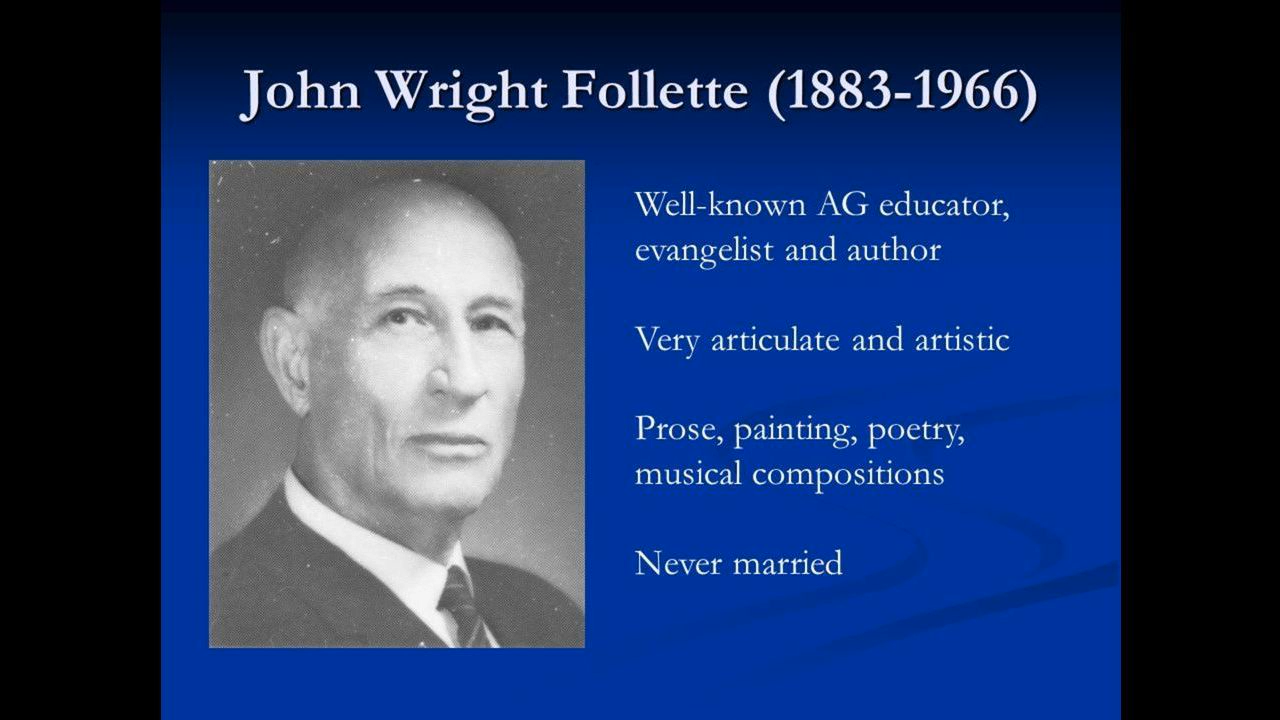 John Wright Follette (1883-1966)
Well-known AG educator,
evangelist and author
Very articulate and artistic
Prose, painting, poetry,
musical compositions
Never married